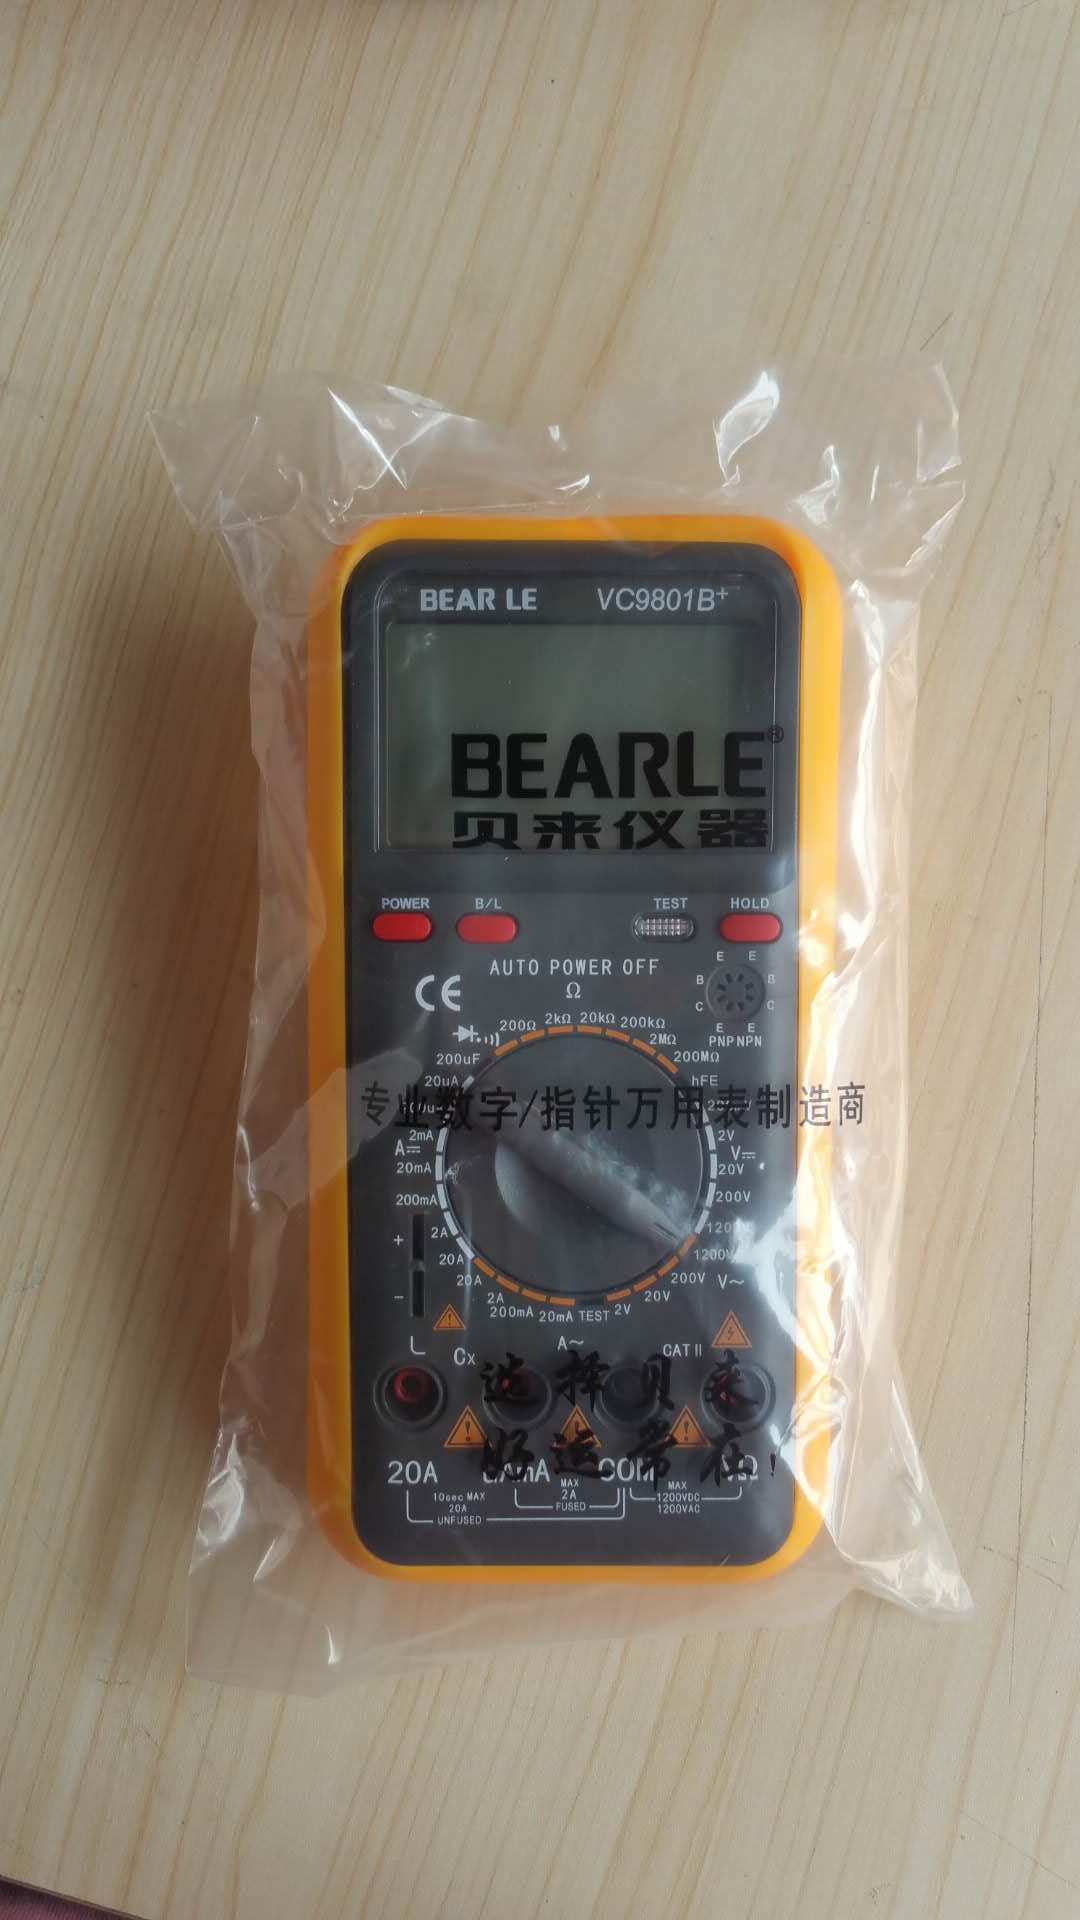 BEAR LE VC9801B+
BEARLE®
贝来仪器
POWER B/L TEST HOLD
AUTO POWER OFF
E E
CE
Ω
B B
C C
E E
PNP NPN
200Ω 2kΩ 20kΩ 200kΩ
2MΩ
200MΩ
200uF
20uA
hFE
专业数字/指针万用表制造商
2mA
2V
A⎓
V⎓
20mA
20V
200mA
200V
+
2A
20A
1200V
20A
200V
V~
2A
20V
−
200mA 20mA TEST 2V
A~
Cx
CAT II
选择贝来
好运常在!
20A COM
10sec MAX
20A
UNFUSED
MAX
2A
FUSED
MAX
1200VDC
1200VAC